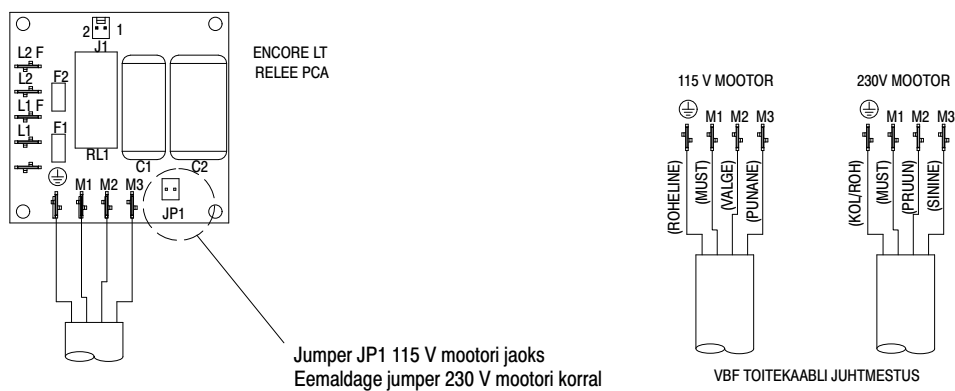 2 1
J1
L2 F
L2 F2
L1 F
L1 F1
RL1
C1 C2
M1 M2 M3
JP1
ENCORE LT
RELEE PCA
Jumper JP1 115 V mootori jaoks
Eemaldage jumper 230 V mootori korral
115 V MOOTOR
M1 M2 M3
(ROHELINE)
(MUST)
(VALGE)
(PUNANE)
230V MOOTOR
M1 M2 M3
(KOL/ROH)
(MUST)
(PRUUN)
(SININE)
VBF TOITEKAABLI JUHTMESTUS